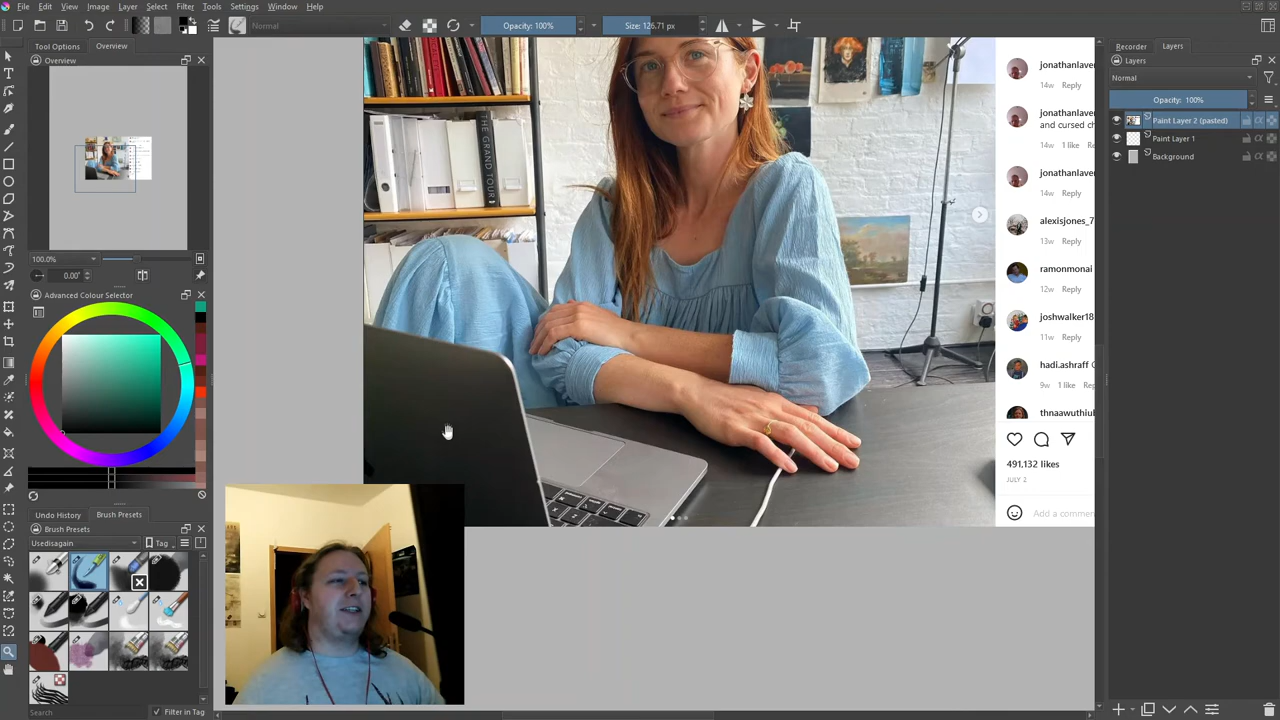 File Edit View Image Layer Select Filter Tools Settings Window Help
Normal Opacity: 100% Size: 126.71 px
Tool Options Overview
Overview
100.0%
0.00°
Advanced Colour Selector
Undo History Brush Presets
Brush Presets
Usedisagain Tag
Search Filter in Tag
THE GRAND TOUR
jonathanlaver
14w Reply
jonathanlaver
and cursed ch
14w 1 like Re
jonathanlaver
14w Reply
alexisjones_7
13w Reply
ramonmonai
12w Reply
joshwalker18
11w Reply
hadi.ashraff
9w 1 like Re
thnaawuthiul
491,132 likes
JULY 2
Add a commen
Recorder Layers
Layers
Normal
Opacity: 100%
Paint Layer 2 (pasted)
Paint Layer 1
Background